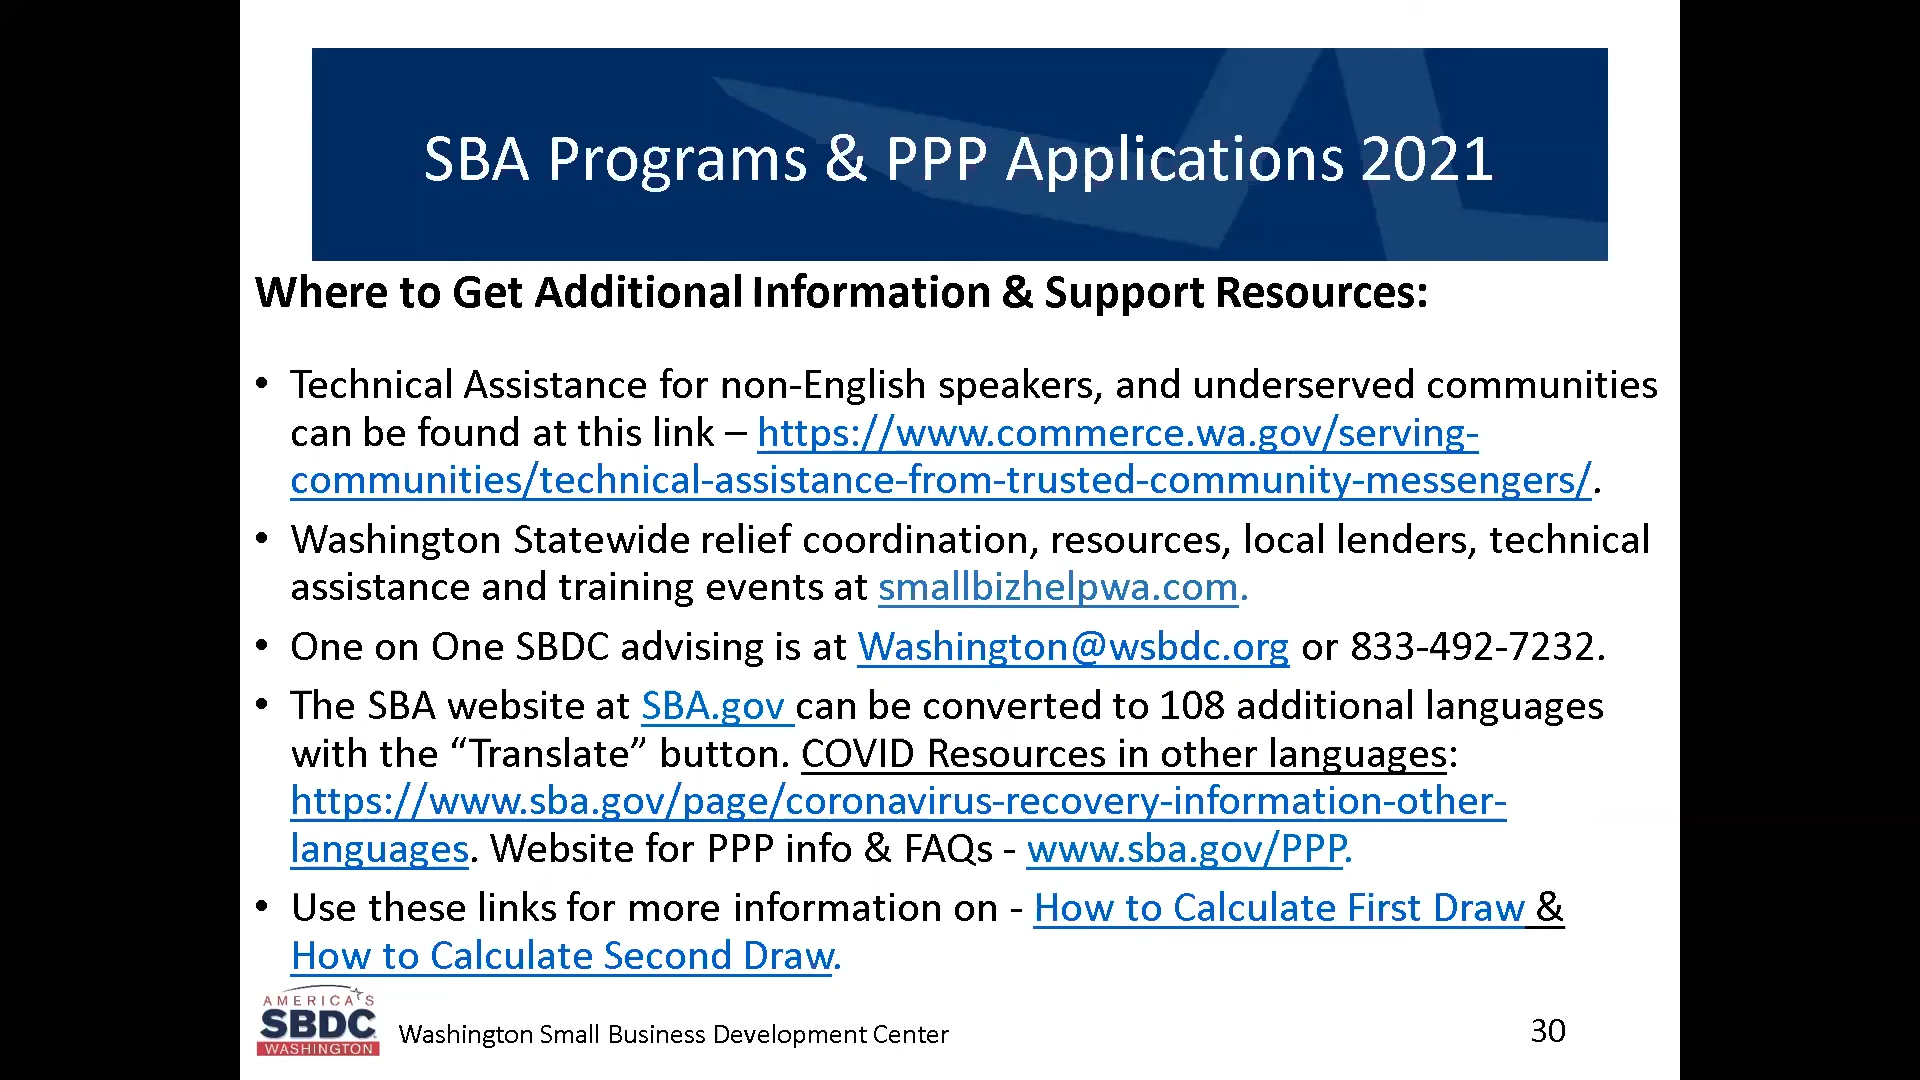 SBA Programs & PPP Applications 2021
Where to Get Additional Information & Support Resources:
• Technical Assistance for non-English speakers, and underserved communities
can be found at this link – https://www.commerce.wa.gov/serving-
communities/technical-assistance-from-trusted-community-messengers/.
• Washington Statewide relief coordination, resources, local lenders, technical
assistance and training events at smallbizhelpwa.com.
• One on One SBDC advising is at Washington@wsbdc.org or 833-492-7232.
• The SBA website at SBA.gov can be converted to 108 additional languages
with the “Translate” button. COVID Resources in other languages:
https://www.sba.gov/page/coronavirus-recovery-information-other-
languages. Website for PPP info & FAQs - www.sba.gov/PPP.
• Use these links for more information on - How to Calculate First Draw &
How to Calculate Second Draw.
AMERICA'S
SBDC
WASHINGTON
Washington Small Business Development Center
30